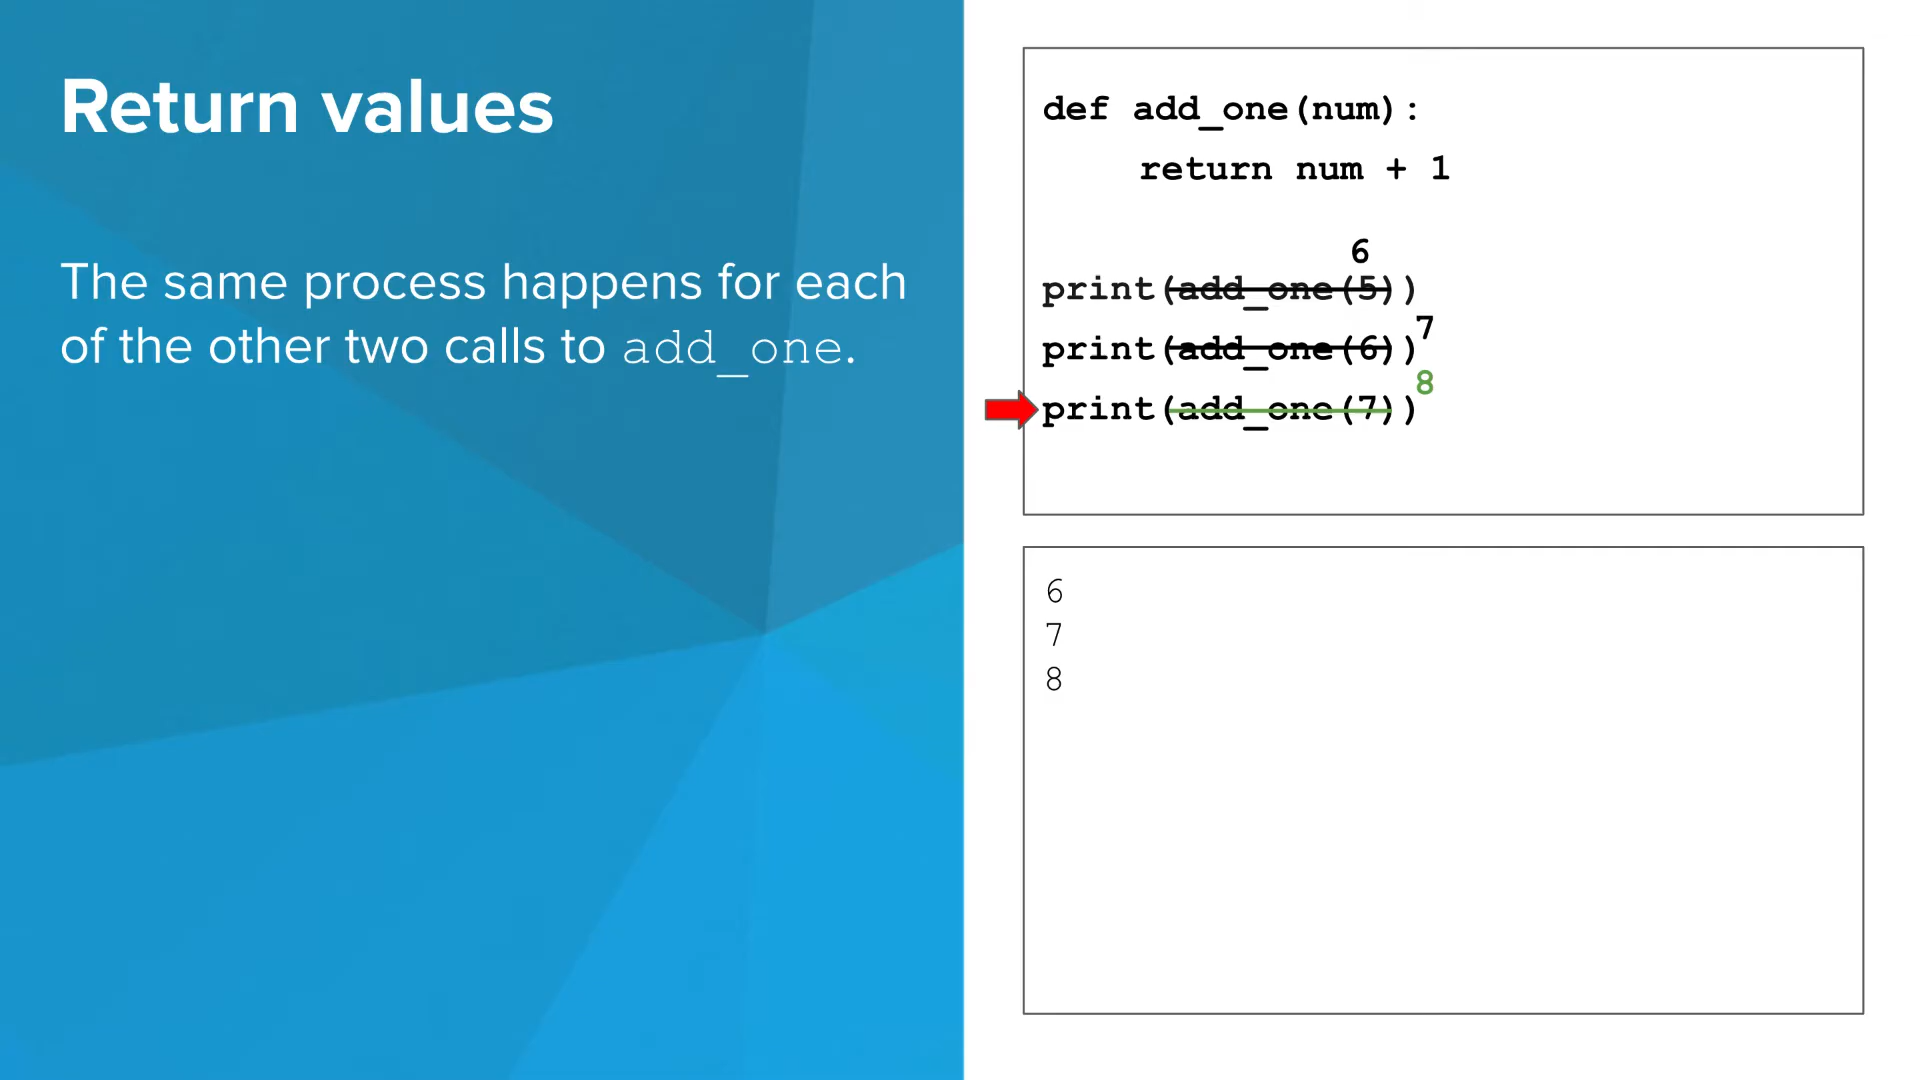 Return values
The same process happens for each
of the other two calls to add_one.
def add_one(num):
return num + 1
6
print(add_one(5))
7
print(add_one(6))
8
print(add_one(7))
6
7
8